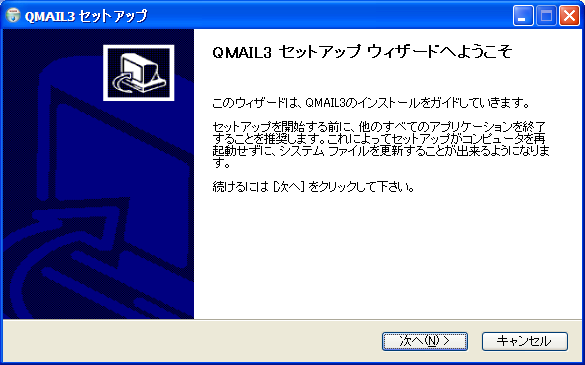 QMAIL3 セットアップ
QMAIL3 セットアップ ウィザードへようこそ
このウィザードは、QMAIL3のインストールをガイドしていきます。
セットアップを開始する前に、他のすべてのアプリケーションを終了
することを推奨します。これによってセットアップがコンピュータを再
起動せずに、システム ファイルを更新することが出来るようになりま
す。
続けるには [次へ] をクリックして下さい。
次へ(N) >
キャンセル